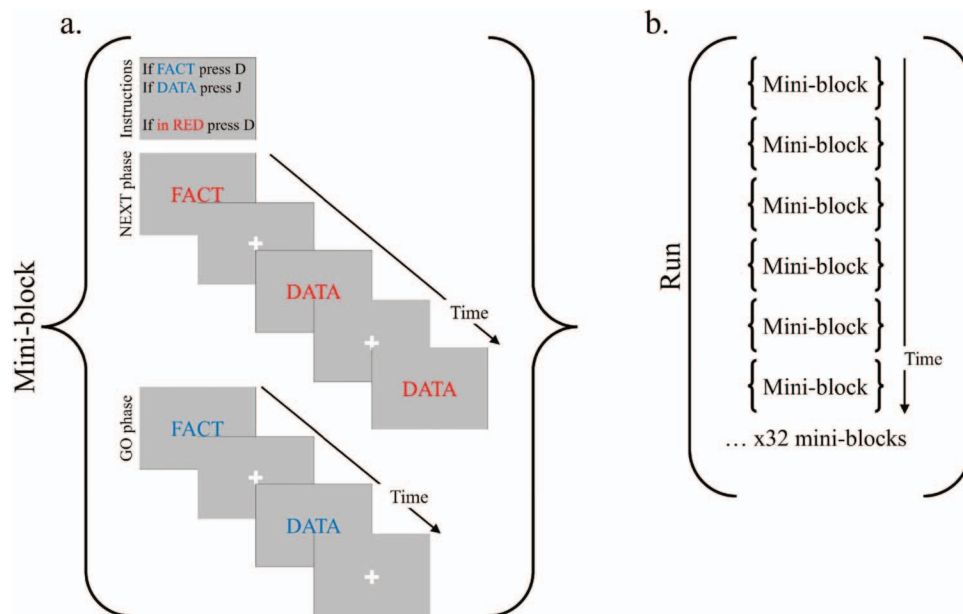 a.
Mini-block
Instructions
If FACT press D
If DATA press J
If in RED press D
NEXT phase
FACT
DATA
DATA
Time
GO phase
FACT
DATA
Time
b.
Run
Mini-block
Mini-block
Mini-block
Mini-block
Mini-block
Mini-block
Time
... x32 mini-blocks